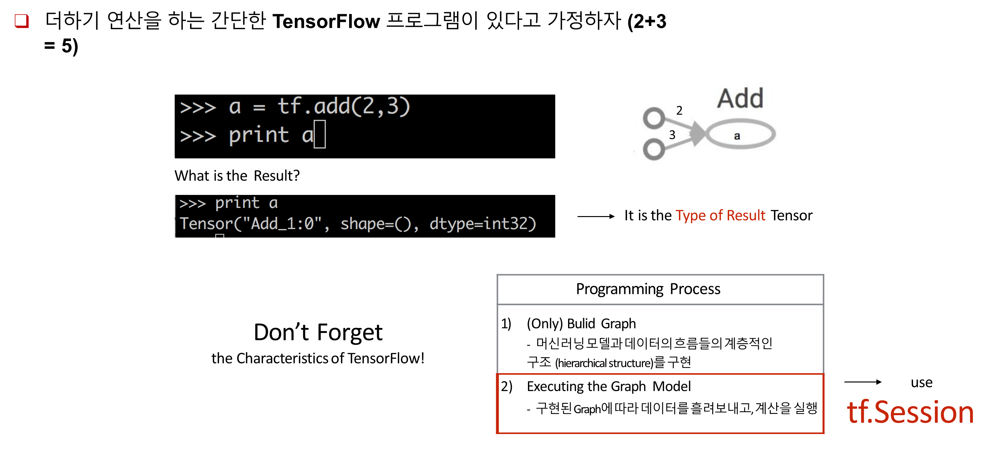 ❑ 더하기 연산을 하는 간단한 TensorFlow 프로그램이 있다고 가정하자 (2+3
= 5)
>>> a = tf.add(2,3)
>>> print a
Add
2
3
a
What is the Result?
>>> print a
Tensor("Add_1:0", shape=(), dtype=int32)
It is the Type of Result Tensor
Don't Forget
the Characteristics of TensorFlow!
Programming Process
1) (Only) Bulid Graph
- 머신러닝 모델과 데이터의 흐름들의 계층적인
구조 (hierarchical structure)를 구현
2) Executing the Graph Model
- 구현된 Graph에 따라 데이터를 흘려보내고, 계산을 실행
use
tf.Session